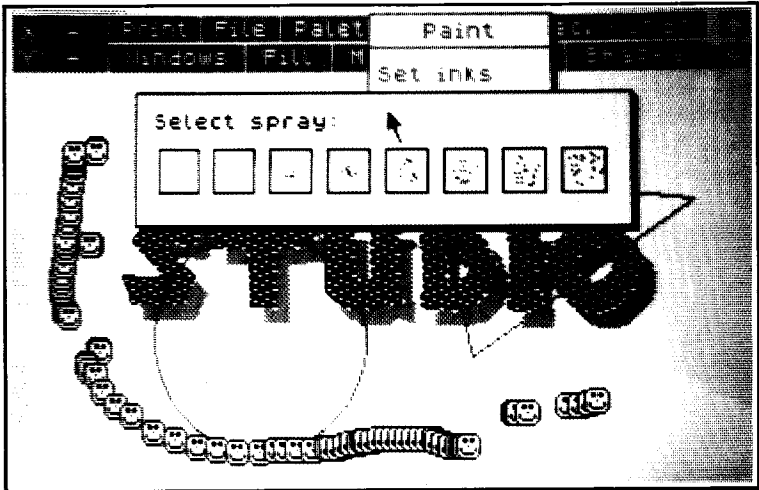 Print File Palet Paint
Windows Fill M
Set inks
Select spray:
STUDIO